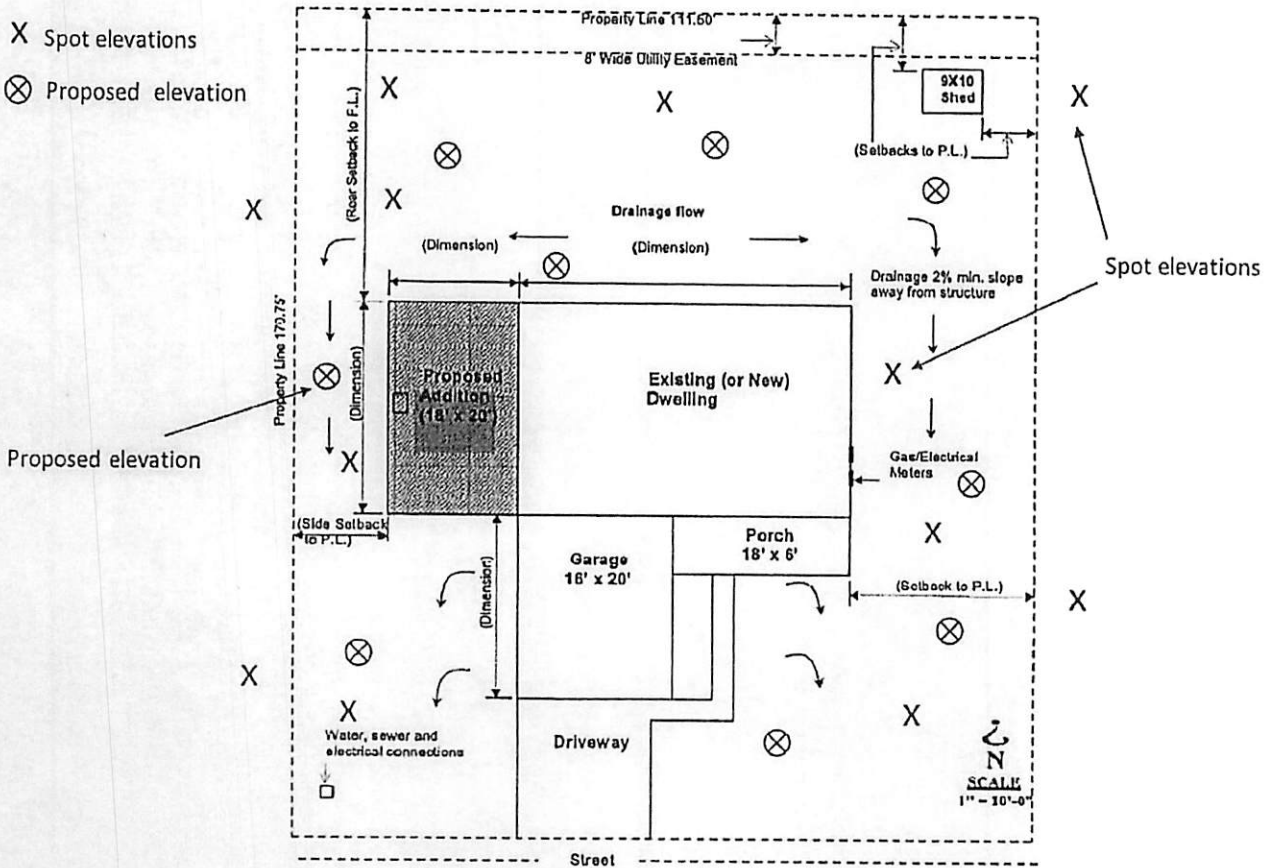 X Spot elevations
⊗ Proposed elevation
Property Line 111.60'
8' Wide Utility Easement
9X10
Shed
(Rear Setback to P.L.)
(Setbacks to P.L.)
Drainage flow
(Dimension)
(Dimension)
Drainage 2% min. slope
away from structure
Spot elevations
Property Line 170.75'
(Dimension)
Proposed
Addition
(18' x 20')
Existing (or New)
Dwelling
Proposed elevation
Gas/Electrical
Meters
(Side Setback
to P.L.)
Garage
16' x 20'
Porch
18' x 6'
(Dimension)
(Setback to P.L.)
Water, sewer and
electrical connections
Driveway
N
SCALE
1" - 10'-0"
Street